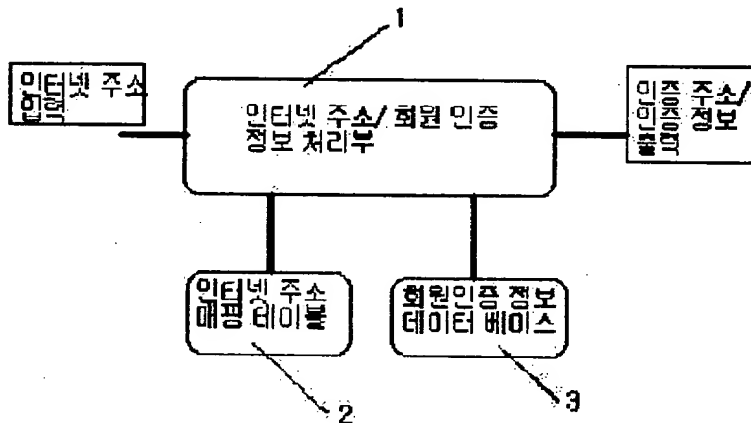 1
인터넷 주소
입력
인터넷 주소/ 회원 인증
정보 처리부
인증 주소/
인증 정보
출력
인터넷 주소
매핑 테이블
회원인증 정보
데이터 베이스
2
3